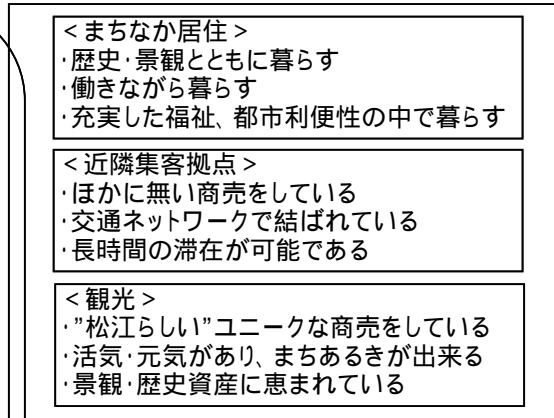 ＜まちなか居住＞
･歴史･景観とともに暮らす
･働きながら暮らす
･充実した福祉、都市利便性の中で暮らす
＜近隣集客拠点＞
･ほかに無い商売をしている
･交通ネットワークで結ばれている
･長時間の滞在が可能である
＜観光＞
･”松江らしい”ユニークな商売をしている
･活気･元気があり、まちあるきが出来る
･景観･歴史資産に恵まれている